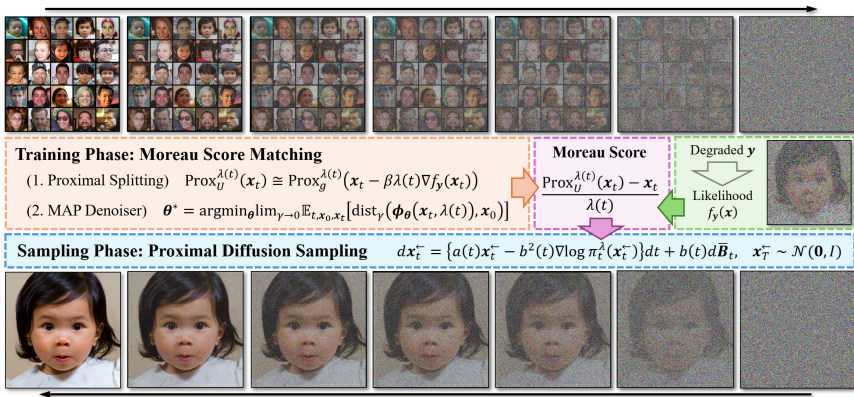 Training Phase: Moreau Score Matching
(1. Proximal Splitting) Prox_U^{λ(t)}(𝒙_t) ≅ Prox_g^{λ(t)}(𝒙_t − βλ(t)∇f_𝒚(𝒙_t))
(2. MAP Denoiser) 𝜽* = argmin_𝜽 lim_{γ→0} 𝔼_{t,𝒙_0,𝒙_t}[dist_γ(𝝓_𝜽(𝒙_t, λ(t)), 𝒙_0)]
Moreau Score
Prox_U^{λ(t)}(𝒙_t) − 𝒙_t
λ(t)
Degraded 𝒚
Likelihood
f_𝒚(𝒙)
Sampling Phase: Proximal Diffusion Sampling d𝒙_t^← = {a(t)𝒙_t^← − b²(t)∇log π_t^λ(𝒙_t^←)}dt + b(t)d𝑩̅_t, 𝒙_T^← ~ 𝒩(𝟎, I)